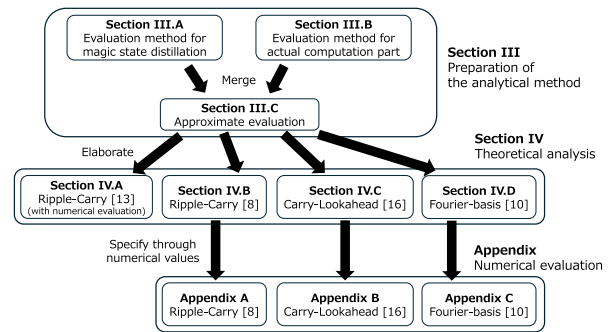 Section III.A
Evaluation method for
magic state distillation
Section III.B
Evaluation method for
actual computation part
Section III
Preparation of
the analytical method
Merge
Section III.C
Approximate evaluation
Elaborate
Section IV
Theoretical analysis
Section IV.A
Ripple-Carry [13]
(with numerical evaluation)
Section IV.B
Ripple-Carry [8]
Section IV.C
Carry-Lookahead [16]
Section IV.D
Fourier-basis [10]
Specify through
numerical values
Appendix
Numerical evaluation
Appendix A
Ripple-Carry [8]
Appendix B
Carry-Lookahead [16]
Appendix C
Fourier-basis [10]